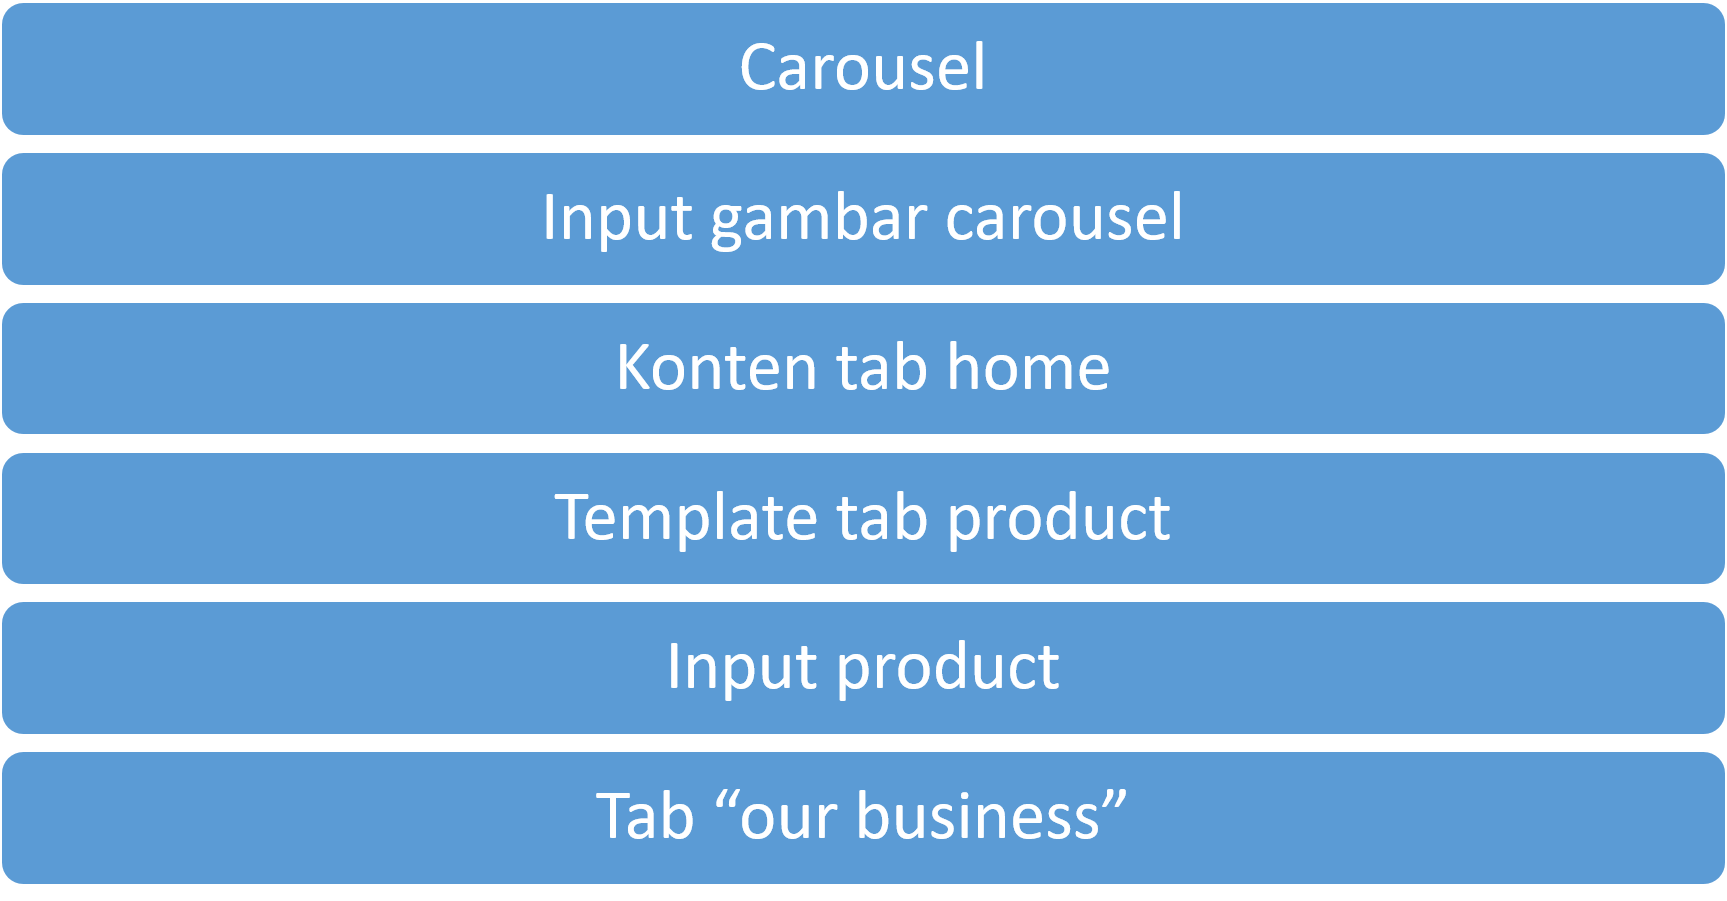 Carousel
Input gambar carousel
Konten tab home
Template tab product
Input product
Tab “our business”